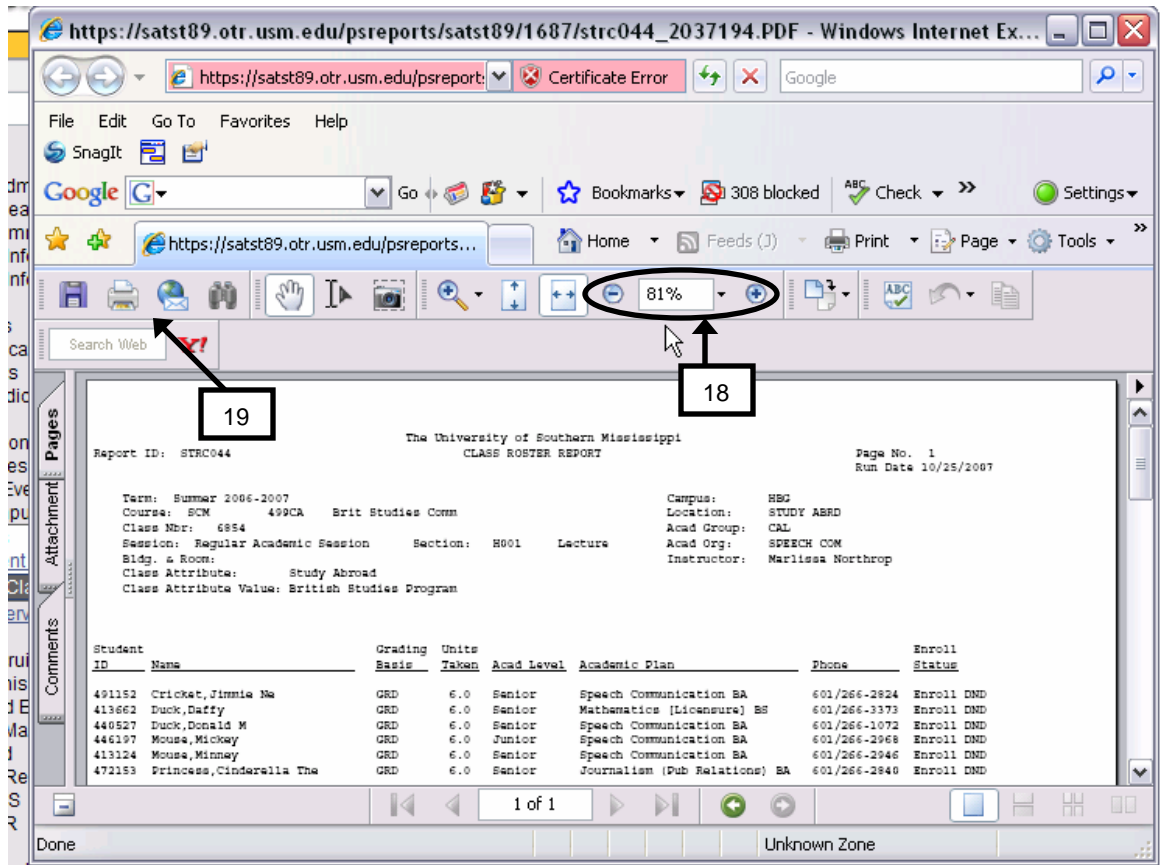 https://satst89.otr.usm.edu/psreports/satst89/1687/strc044_2037194.PDF - Windows Internet Ex...
https://satst89.otr.usm.edu/psreport: Certificate Error Google
File Edit Go To Favorites Help
SnagIt
Google G Go Bookmarks 308 blocked ABC Check » Settings
https://satst89.otr.usm.edu/psreports... Home Feeds (J) Print Page Tools »
81% ABC
Search Web Y!
19
18
Pages
Attachment
Comments
The University of Southern Mississippi
Report ID: STRC044 CLASS ROSTER REPORT Page No. 1
Run Date 10/25/2007
Term: Summer 2006-2007 Campus: HBG
Course: SCM 499CA Brit Studies Comm Location: STUDY ABRD
Class Nbr: 6854 Acad Group: CAL
Session: Regular Academic Session Section: H001 Lecture Acad Org: SPEECH COM
Bldg. & Room: Instructor: Marlissa Northrop
Class Attribute: Study Abroad
Class Attribute Value: British Studies Program
Student Grading Units Enroll
ID Name Basis Taken Acad Level Academic Plan Phone Status
491152 Cricket,Jimmie Ne GRD 6.0 Senior Speech Communication BA 601/266-2824 Enroll DND
413662 Duck,Daffy GRD 6.0 Senior Mathematics (Licensure) BS 601/266-3373 Enroll DND
440527 Duck,Donald M GRD 6.0 Senior Speech Communication BA 601/266-1072 Enroll DND
446197 Mouse,Mickey GRD 6.0 Junior Speech Communication BA 601/266-2968 Enroll DND
413124 Mouse,Minney GRD 6.0 Senior Speech Communication BA 601/266-2946 Enroll DND
472153 Princess,Cinderella The GRD 6.0 Senior Journalism (Pub Relations) BA 601/266-2840 Enroll DND
1 of 1
Done Unknown Zone